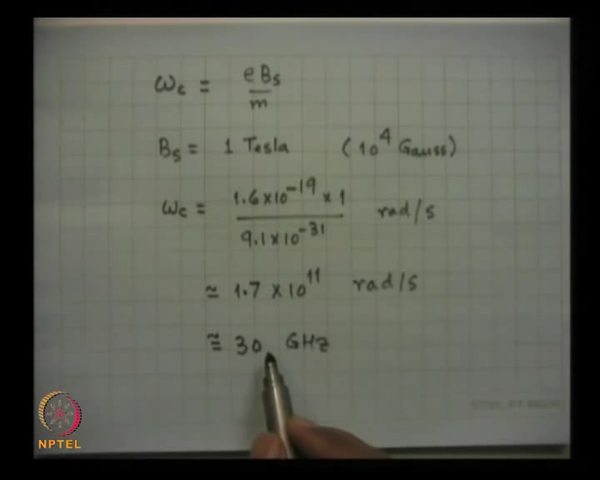 ωc = eBs/m
Bs = 1 Tesla (10^4 Gauss)
ωc = 1.6×10^-19 × 1 / 9.1×10^-31 rad/s
≃ 1.7 × 10^11 rad/s
≅ 30 GHz
NPTEL